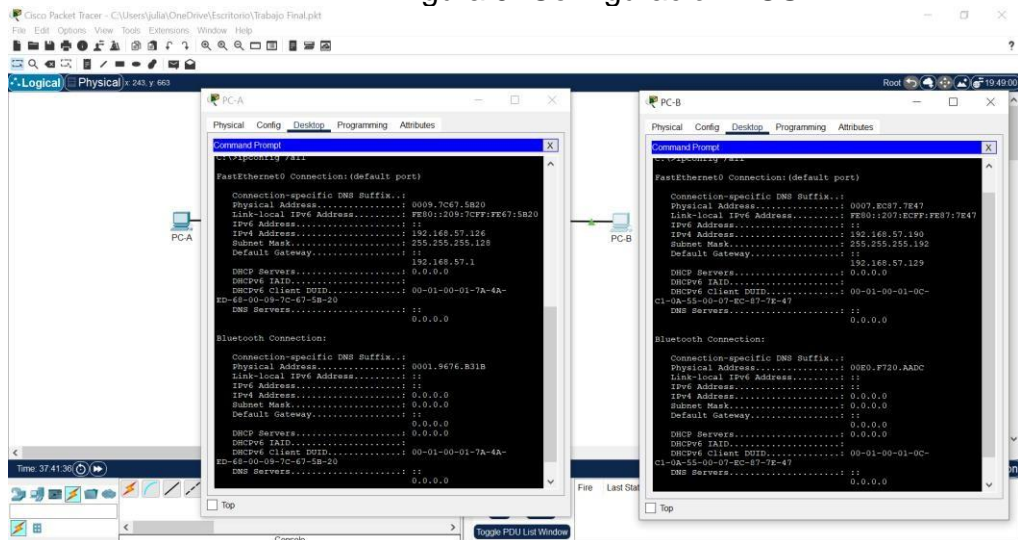 Cisco Packet Tracer - C:\Users\julia\OneDrive\Escritorio\Trabajo Final.pkt
File Edit Options View Tools Extensions Window Help
?
Logical Physical x: 243, y: 663
Root 19:49:00
PC-A
Physical Config Desktop Programming Attributes
Command Prompt X
C:\>ipconfig /all
FastEthernet0 Connection:(default port)
Connection-specific DNS Suffix..:
Physical Address................: 0009.7C67.5B20
Link-local IPv6 Address.........: FE80::209:7CFF:FE67:5B20
IPv6 Address....................: ::
IPv4 Address....................: 192.168.57.126
Subnet Mask.....................: 255.255.255.128
Default Gateway.................: ::
192.168.57.1
DHCP Servers....................: 0.0.0.0
DHCPv6 IAID.....................:
DHCPv6 Client DUID..............: 00-01-00-01-7A-4A-
ED-68-00-09-7C-67-5B-20
DNS Servers.....................: ::
0.0.0.0
Bluetooth Connection:
Connection-specific DNS Suffix..:
Physical Address................: 0001.9676.B31B
Link-local IPv6 Address.........: ::
IPv6 Address....................: ::
IPv4 Address....................: 0.0.0.0
Subnet Mask.....................: 0.0.0.0
Default Gateway.................: ::
0.0.0.0
DHCP Servers....................: 0.0.0.0
DHCPv6 IAID.....................:
DHCPv6 Client DUID..............: 00-01-00-01-7A-4A-
ED-68-00-09-7C-67-5B-20
DNS Servers.....................: ::
0.0.0.0
Top
PC-B
Physical Config Desktop Programming Attributes
Command Prompt X
C:\>ipconfig /all
FastEthernet0 Connection:(default port)
Connection-specific DNS Suffix..:
Physical Address................: 0007.EC87.7E47
Link-local IPv6 Address.........: FE80::207:ECFF:FE87:7E47
IPv6 Address....................: ::
IPv4 Address....................: 192.168.57.190
Subnet Mask.....................: 255.255.255.192
Default Gateway.................: ::
192.168.57.129
DHCP Servers....................: 0.0.0.0
DHCPv6 IAID.....................:
DHCPv6 Client DUID..............: 00-01-00-01-0C-
C1-0A-55-00-07-EC-87-7E-47
DNS Servers.....................: ::
0.0.0.0
Bluetooth Connection:
Connection-specific DNS Suffix..:
Physical Address................: 00E0.F720.AADC
Link-local IPv6 Address.........: ::
IPv6 Address....................: ::
IPv4 Address....................: 0.0.0.0
Subnet Mask.....................: 0.0.0.0
Default Gateway.................: ::
0.0.0.0
DHCP Servers....................: 0.0.0.0
DHCPv6 IAID.....................:
DHCPv6 Client DUID..............: 00-01-00-01-0C-
C1-0A-55-00-07-EC-87-7E-47
DNS Servers.....................: ::
0.0.0.0
Top
PC-A
PC-B
Time: 37:41:36
Fire Last Stat
Toggle PDU List Window
Console